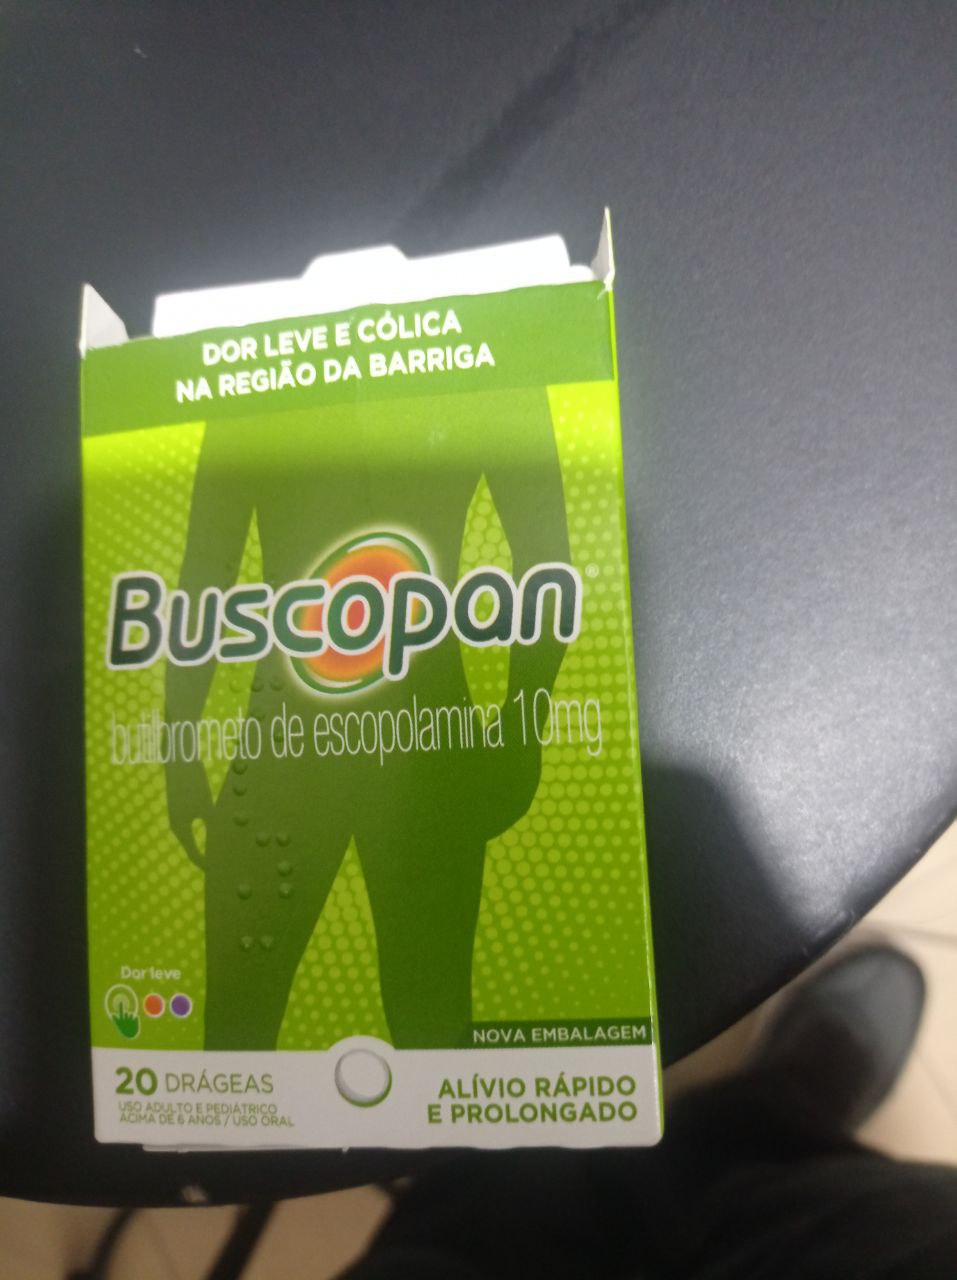 DOR LEVE E CÓLICA
NA REGIÃO DA BARRIGA
Buscopan®
butilbrometo de escopolamina 10mg
Dor leve
NOVA EMBALAGEM
20 DRÁGEAS
USO ADULTO E PEDIÁTRICO
ACIMA DE 6 ANOS / USO ORAL
ALÍVIO RÁPIDO
E PROLONGADO